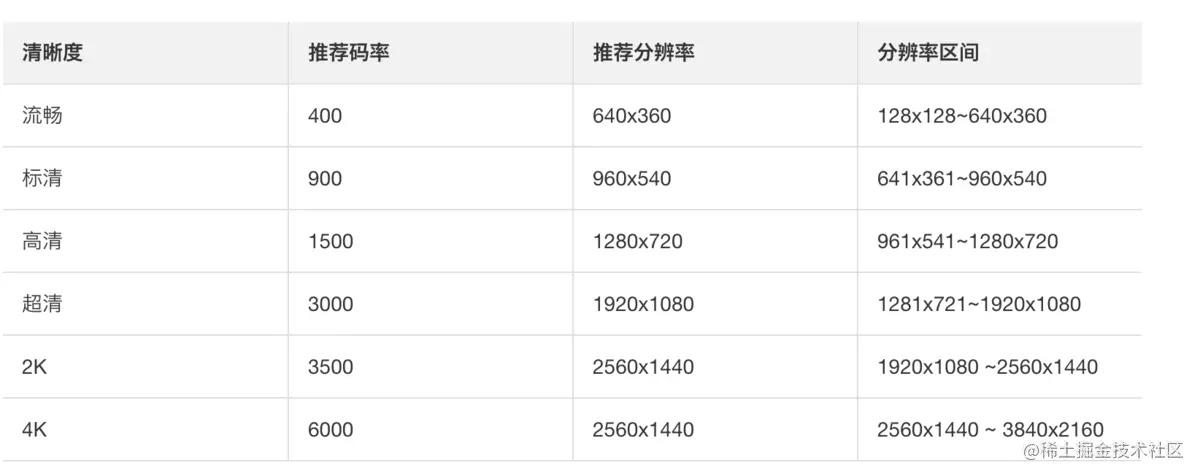 清晰度 推荐码率 推荐分辨率 分辨率区间
流畅 400 640x360 128x128~640x360
标清 900 960x540 641x361~960x540
高清 1500 1280x720 961x541~1280x720
超清 3000 1920x1080 1281x721~1920x1080
2K 3500 2560x1440 1920x1080 ~2560x1440
4K 6000 2560x1440 2560x1440 ~ 3840x2160
@稀土掘金技术社区